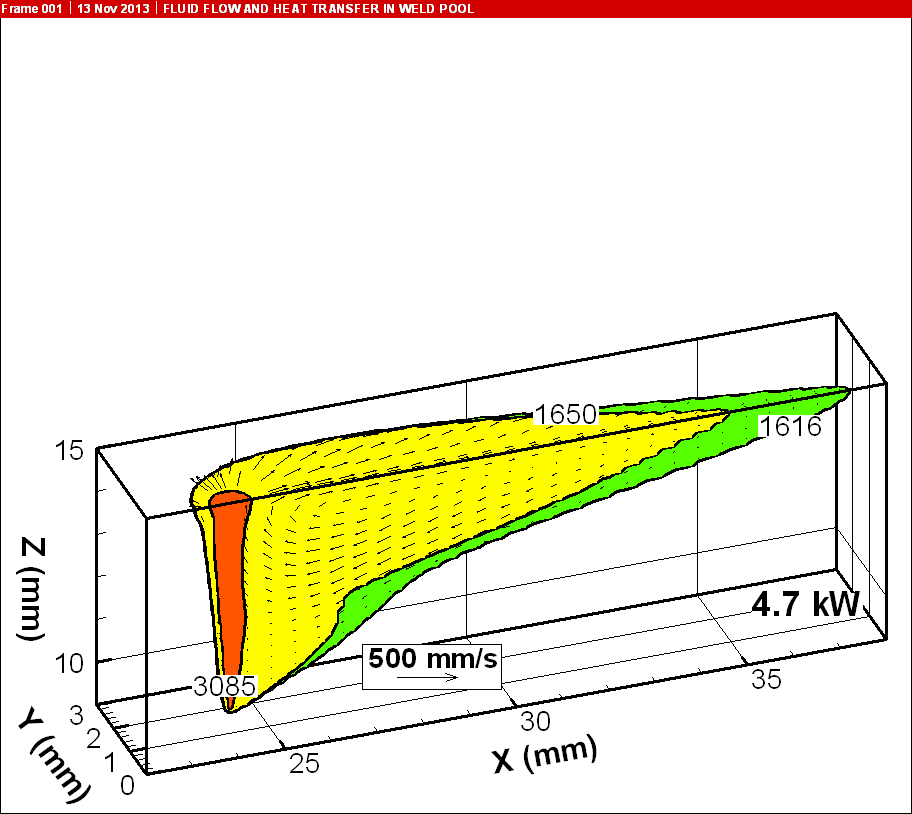 Frame 001 | 13 Nov 2013 | FLUID FLOW AND HEAT TRANSFER IN WELD POOL
1650
1616
15
Z (mm)
10
4.7 kW
500 mm/s
3085
35
30
25
X (mm)
3
2
1
0
Y (mm)